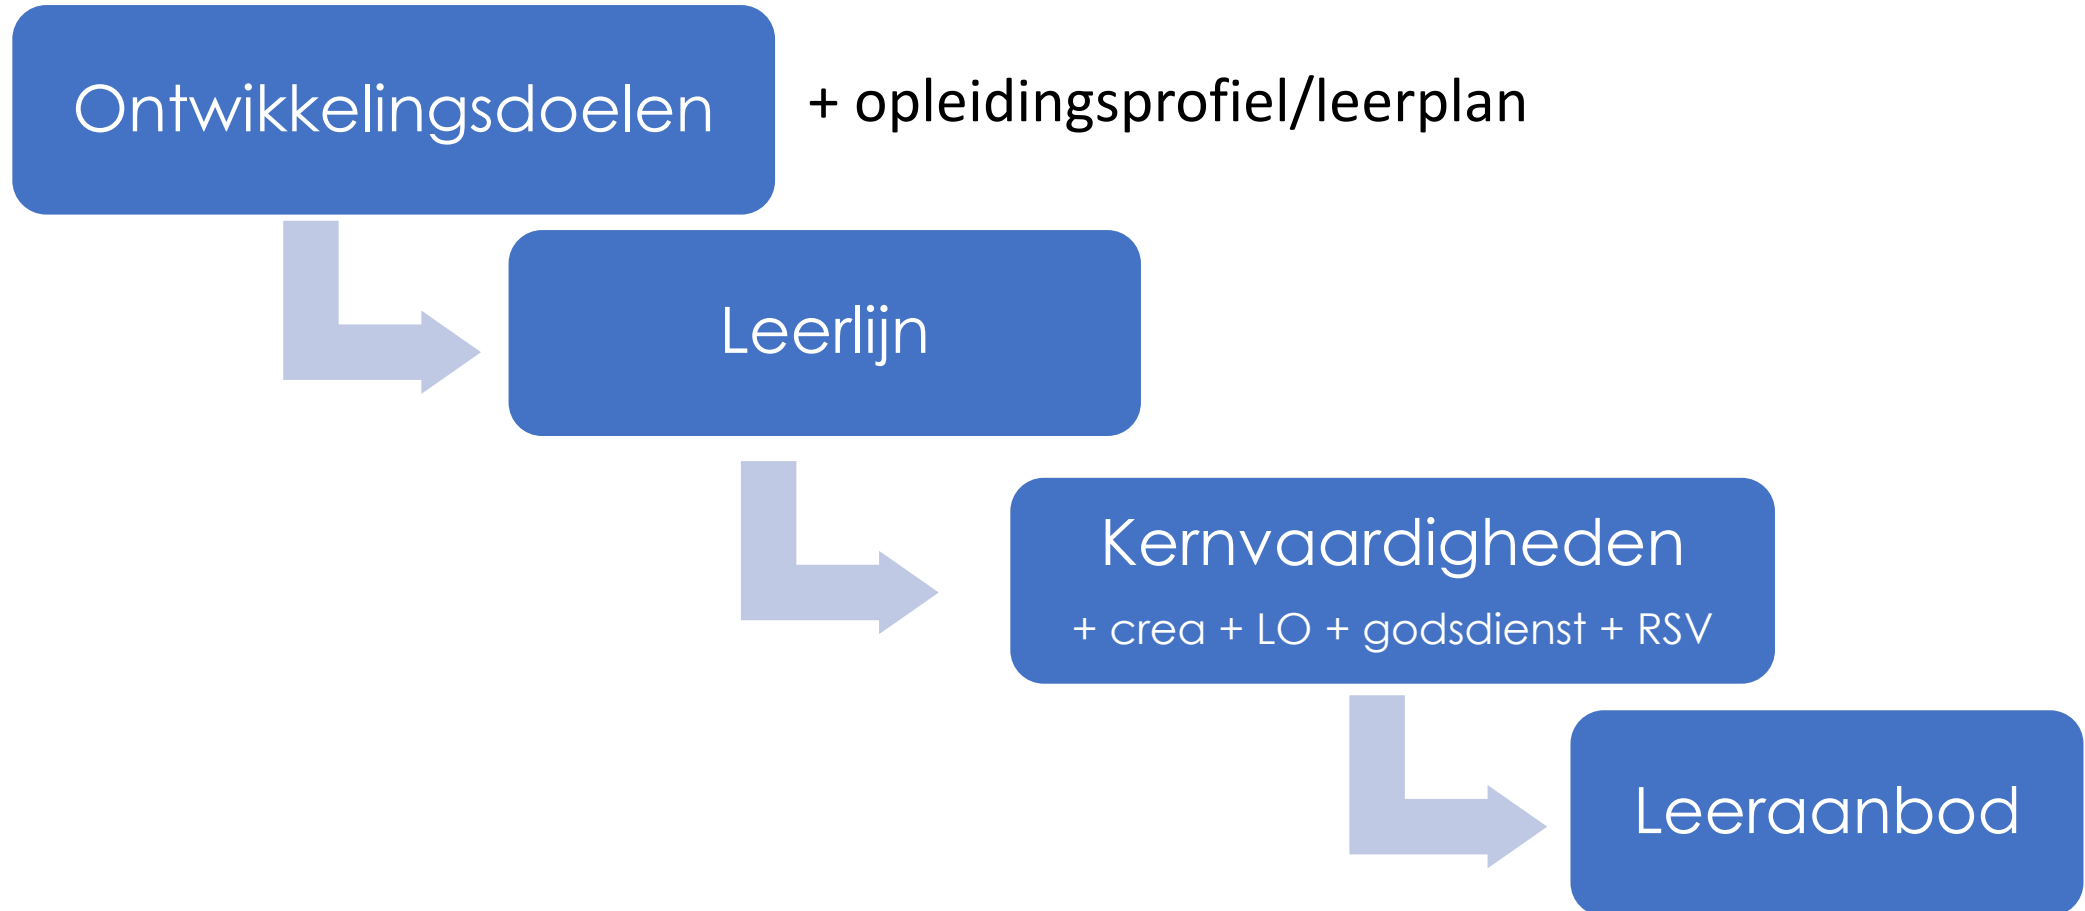 Ontwikkelingsdoelen
+ opleidingsprofiel/leerplan
Leerlijn
Kernvaardigheden
+ crea + LO + godsdienst + RSV
Leeraanbod